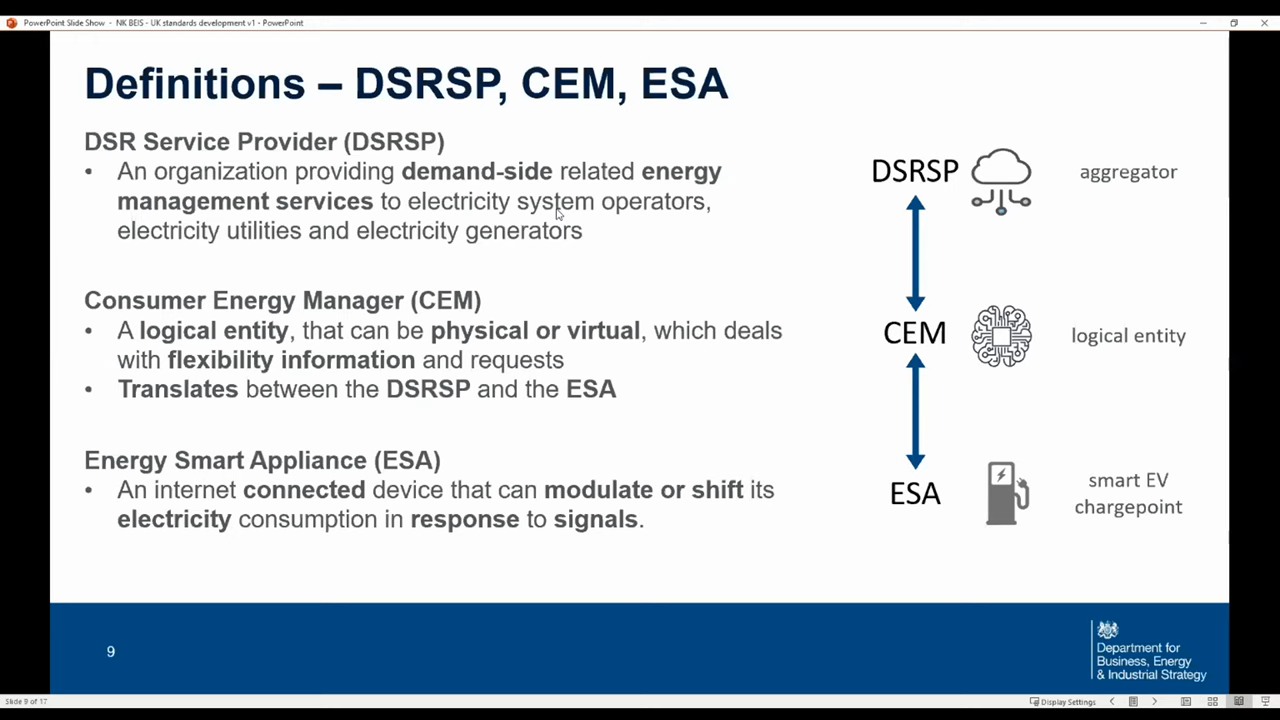 PowerPoint Slide Show - NK BEIS - UK standards development v1 - PowerPoint
Definitions – DSRSP, CEM, ESA
DSR Service Provider (DSRSP)
• An organization providing demand-side related energy
management services to electricity system operators,
electricity utilities and electricity generators
Consumer Energy Manager (CEM)
• A logical entity, that can be physical or virtual, which deals
with flexibility information and requests
• Translates between the DSRSP and the ESA
Energy Smart Appliance (ESA)
• An internet connected device that can modulate or shift its
electricity consumption in response to signals.
DSRSP
aggregator
CEM
logical entity
ESA
smart EV
chargepoint
9
Department for
Business, Energy
& Industrial Strategy
Slide 9 of 17
Display Settings